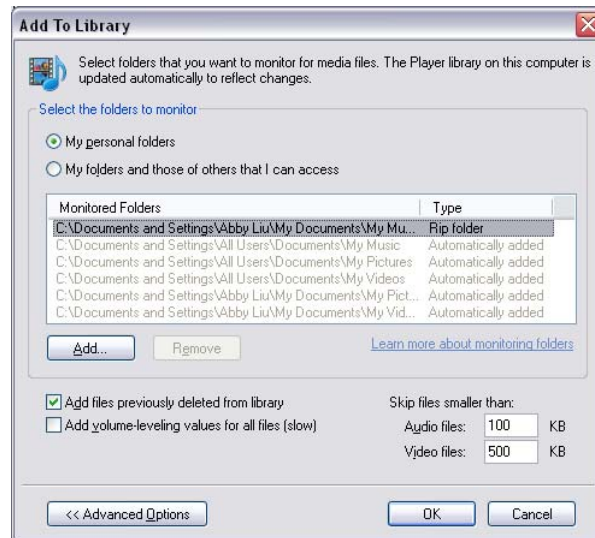 Add To Library
Select folders that you want to monitor for media files. The Player library on this computer is
updated automatically to reflect changes.
Select the folders to monitor
My personal folders
My folders and those of others that I can access
Monitored Folders Type
C:\Documents and Settings\Abby Liu\My Documents\My Mu... Rip folder
C:\Documents and Settings\All Users\Documents\My Music Automatically added
C:\Documents and Settings\All Users\Documents\My Pictures Automatically added
C:\Documents and Settings\All Users\Documents\My Videos Automatically added
C:\Documents and Settings\Abby Liu\My Documents\My Pict... Automatically added
C:\Documents and Settings\Abby Liu\My Documents\My Vid... Automatically added
Add... Remove Learn more about monitoring folders
Add files previously deleted from library Skip files smaller than:
Add volume-leveling values for all files (slow) Audio files: 100 KB
Video files: 500 KB
<< Advanced Options OK Cancel